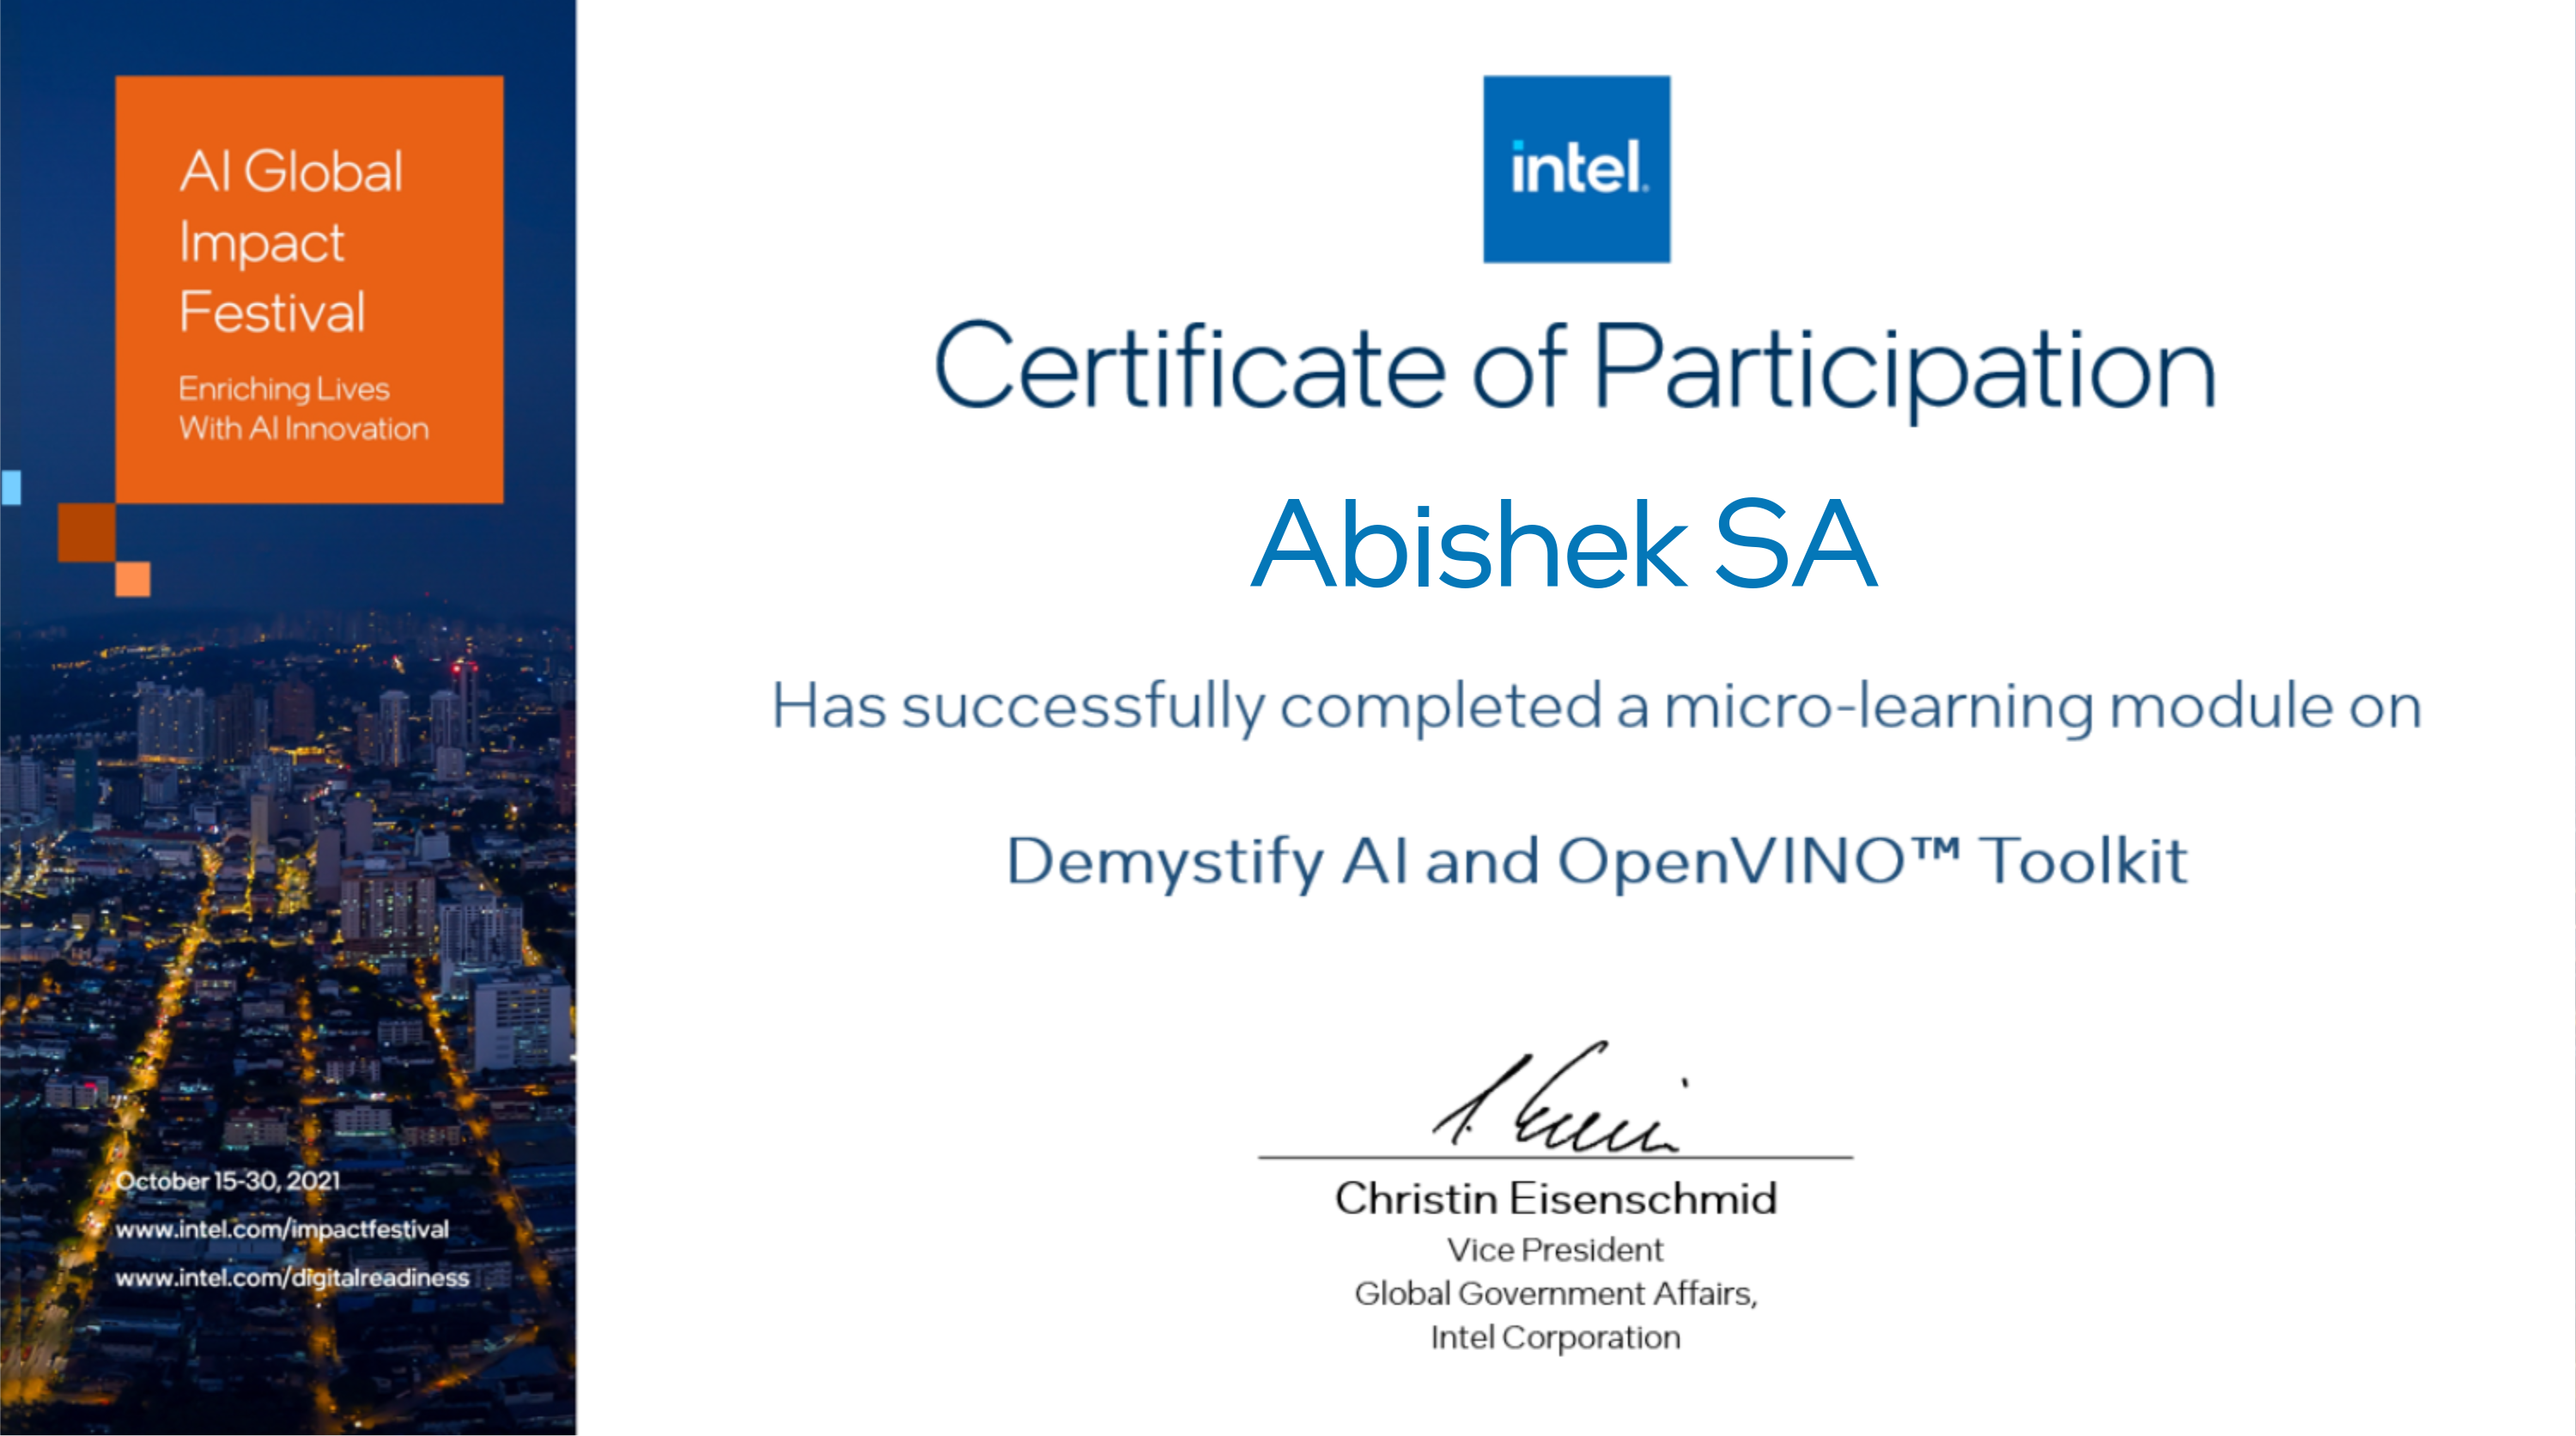 AI Global
Impact
Festival
Enriching Lives
With AI Innovation
October 15-30, 2021
www.intel.com/impactfestival
www.intel.com/digitalreadiness
intel.
Certificate of Participation
Abishek SA
Has successfully completed a micro-learning module on
Demystify AI and OpenVINO™ Toolkit
Christin Eisenschmid
Vice President
Global Government Affairs,
Intel Corporation